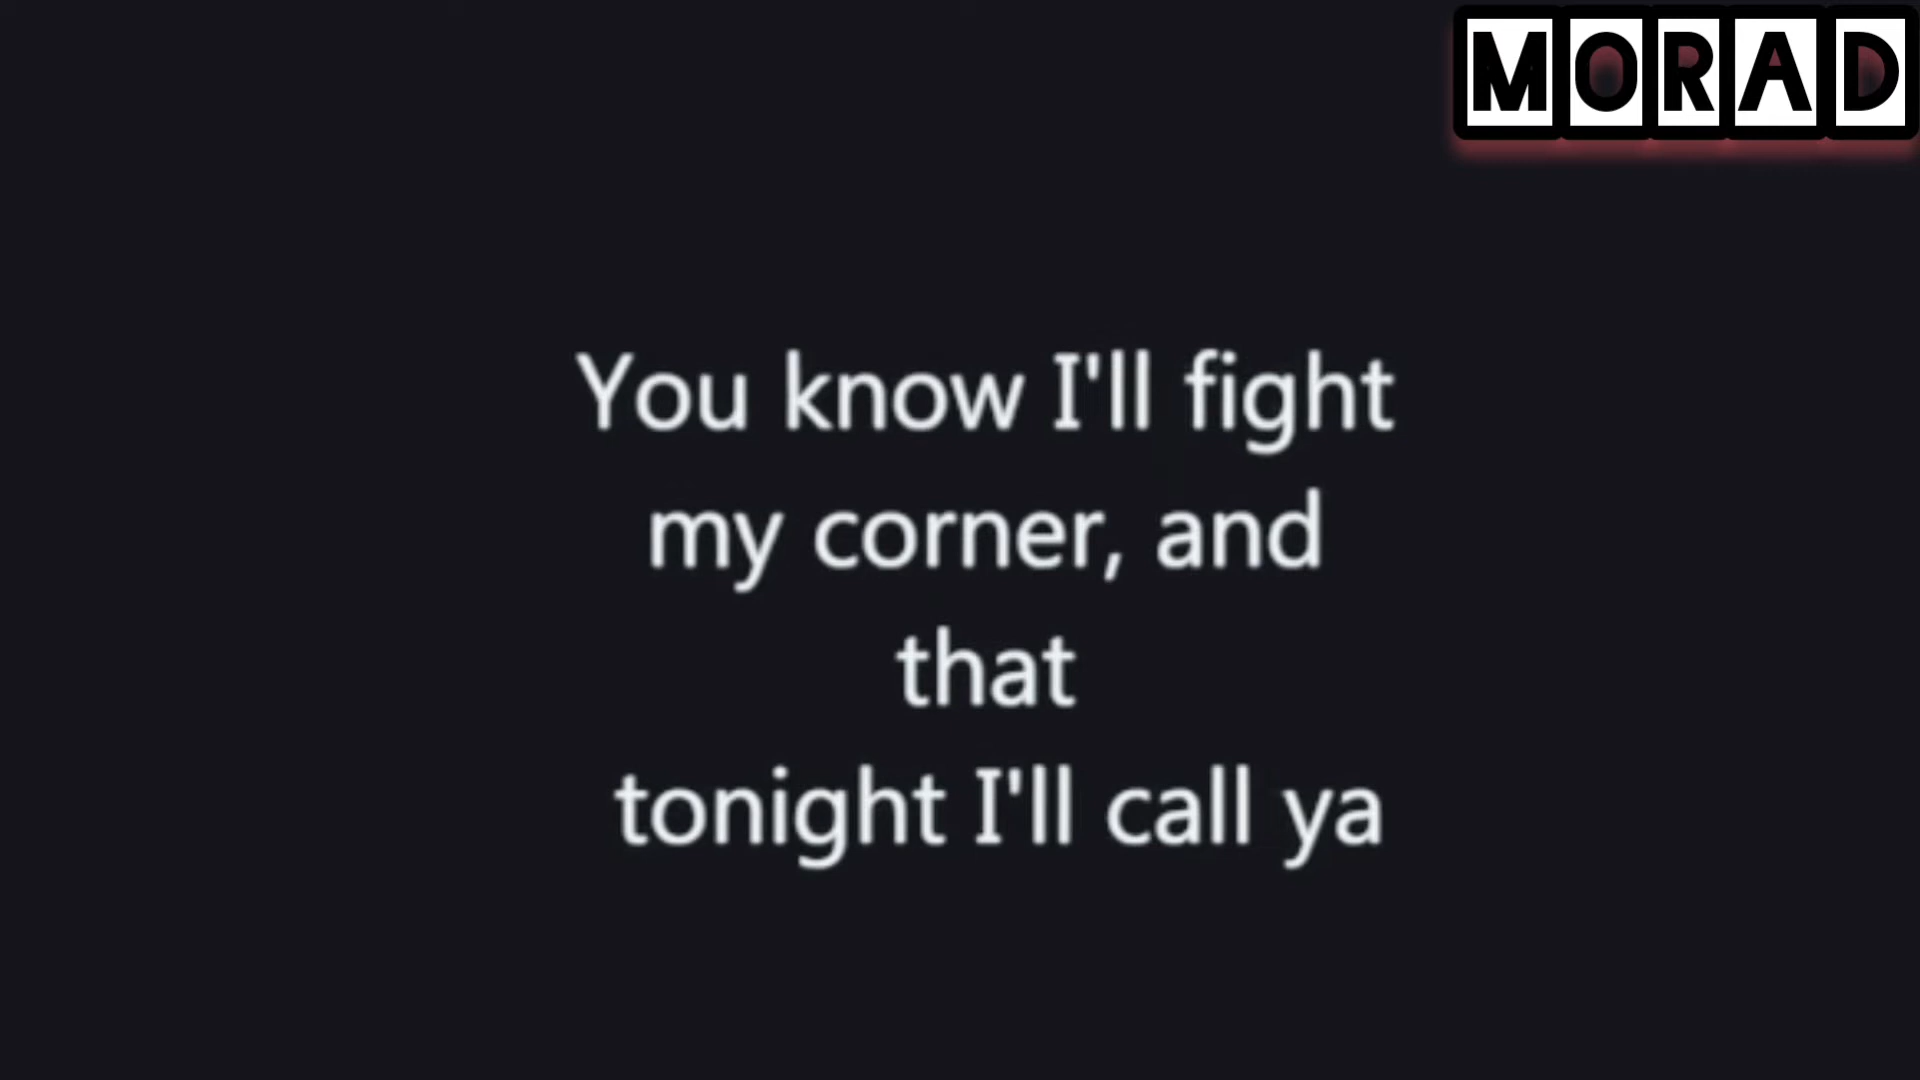 MORAD
You know I'll fight
my corner, and
that
tonight I'll call ya